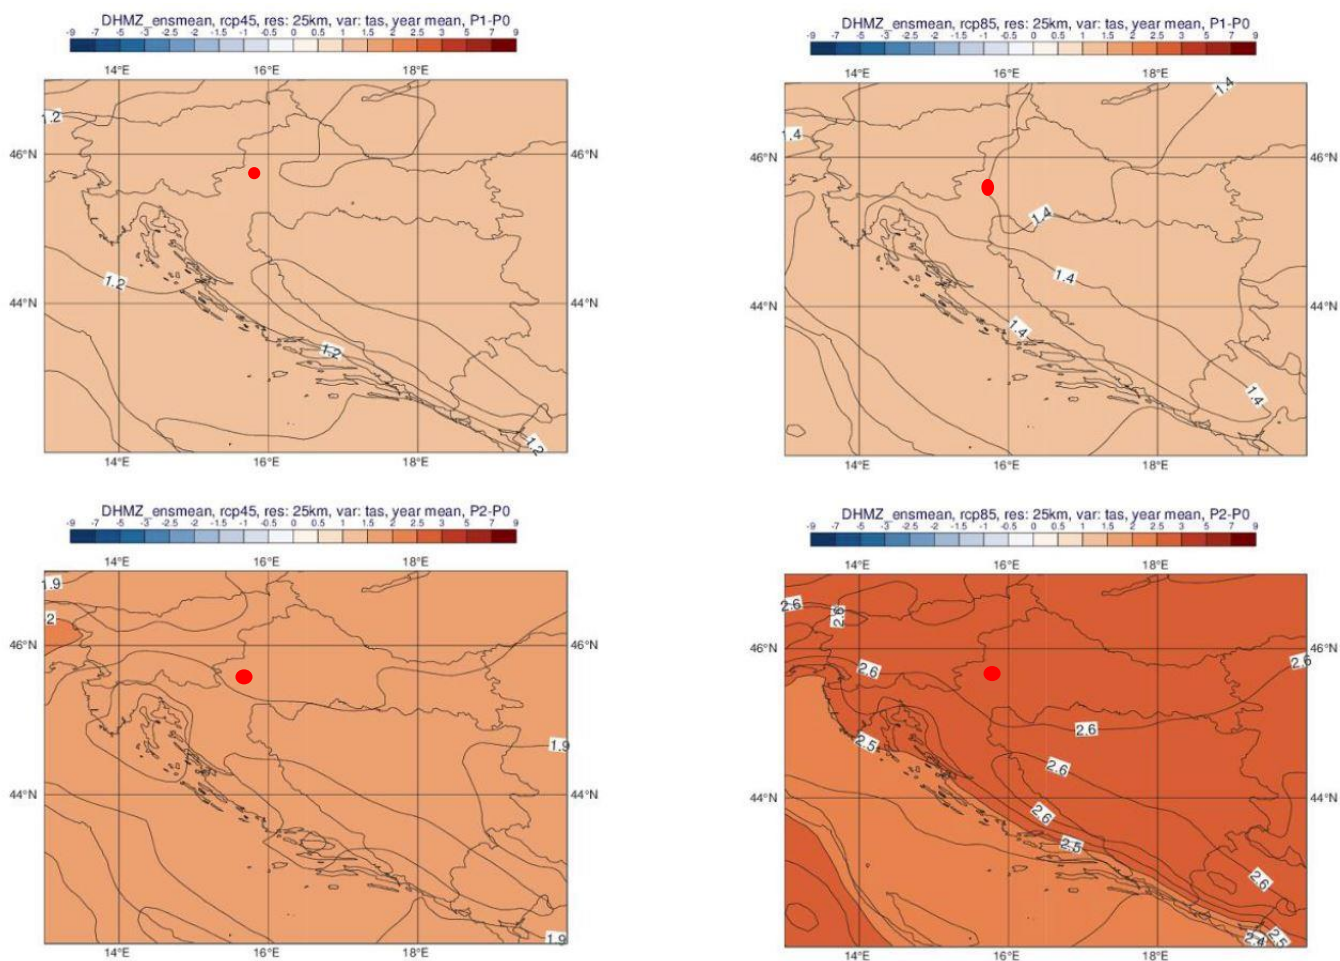 DHMZ_ensmean, rcp45, res: 25km, var: tas, year mean, P1-P0
-9 -7 -5 -3 -2.5 -2 -1.5 -1 -0.5 0 0.5 1 1.5 2 2.5 3 5 7 9
14°E 16°E 18°E
1.2
46°N 46°N
1.2
44°N 44°N
1.2
1.2
14°E 16°E 18°E
DHMZ_ensmean, rcp85, res: 25km, var: tas, year mean, P1-P0
-9 -7 -5 -3 -2.5 -2 -1.5 -1 -0.5 0 0.5 1 1.5 2 2.5 3 5 7 9
14°E 16°E 18°E
1.4
1.4
46°N 46°N
1.4
1.4
44°N 44°N
1.4
1.4
14°E 16°E 18°E
DHMZ_ensmean, rcp45, res: 25km, var: tas, year mean, P2-P0
-9 -7 -5 -3 -2.5 -2 -1.5 -1 -0.5 0 0.5 1 1.5 2 2.5 3 5 7 9
14°E 16°E 18°E
1.9
2
46°N 46°N
1.9
44°N 44°N
1.9
14°E 16°E 18°E
DHMZ_ensmean, rcp85, res: 25km, var: tas, year mean, P2-P0
-9 -7 -5 -3 -2.5 -2 -1.5 -1 -0.5 0 0.5 1 1.5 2 2.5 3 5 7 9
14°E 16°E 18°E
2.6 2.6
46°N 46°N
2.6 2.6
2.6
2.5
2.6
44°N 44°N
2.6
2.5
2.6
2.4 2.5
14°E 16°E 18°E